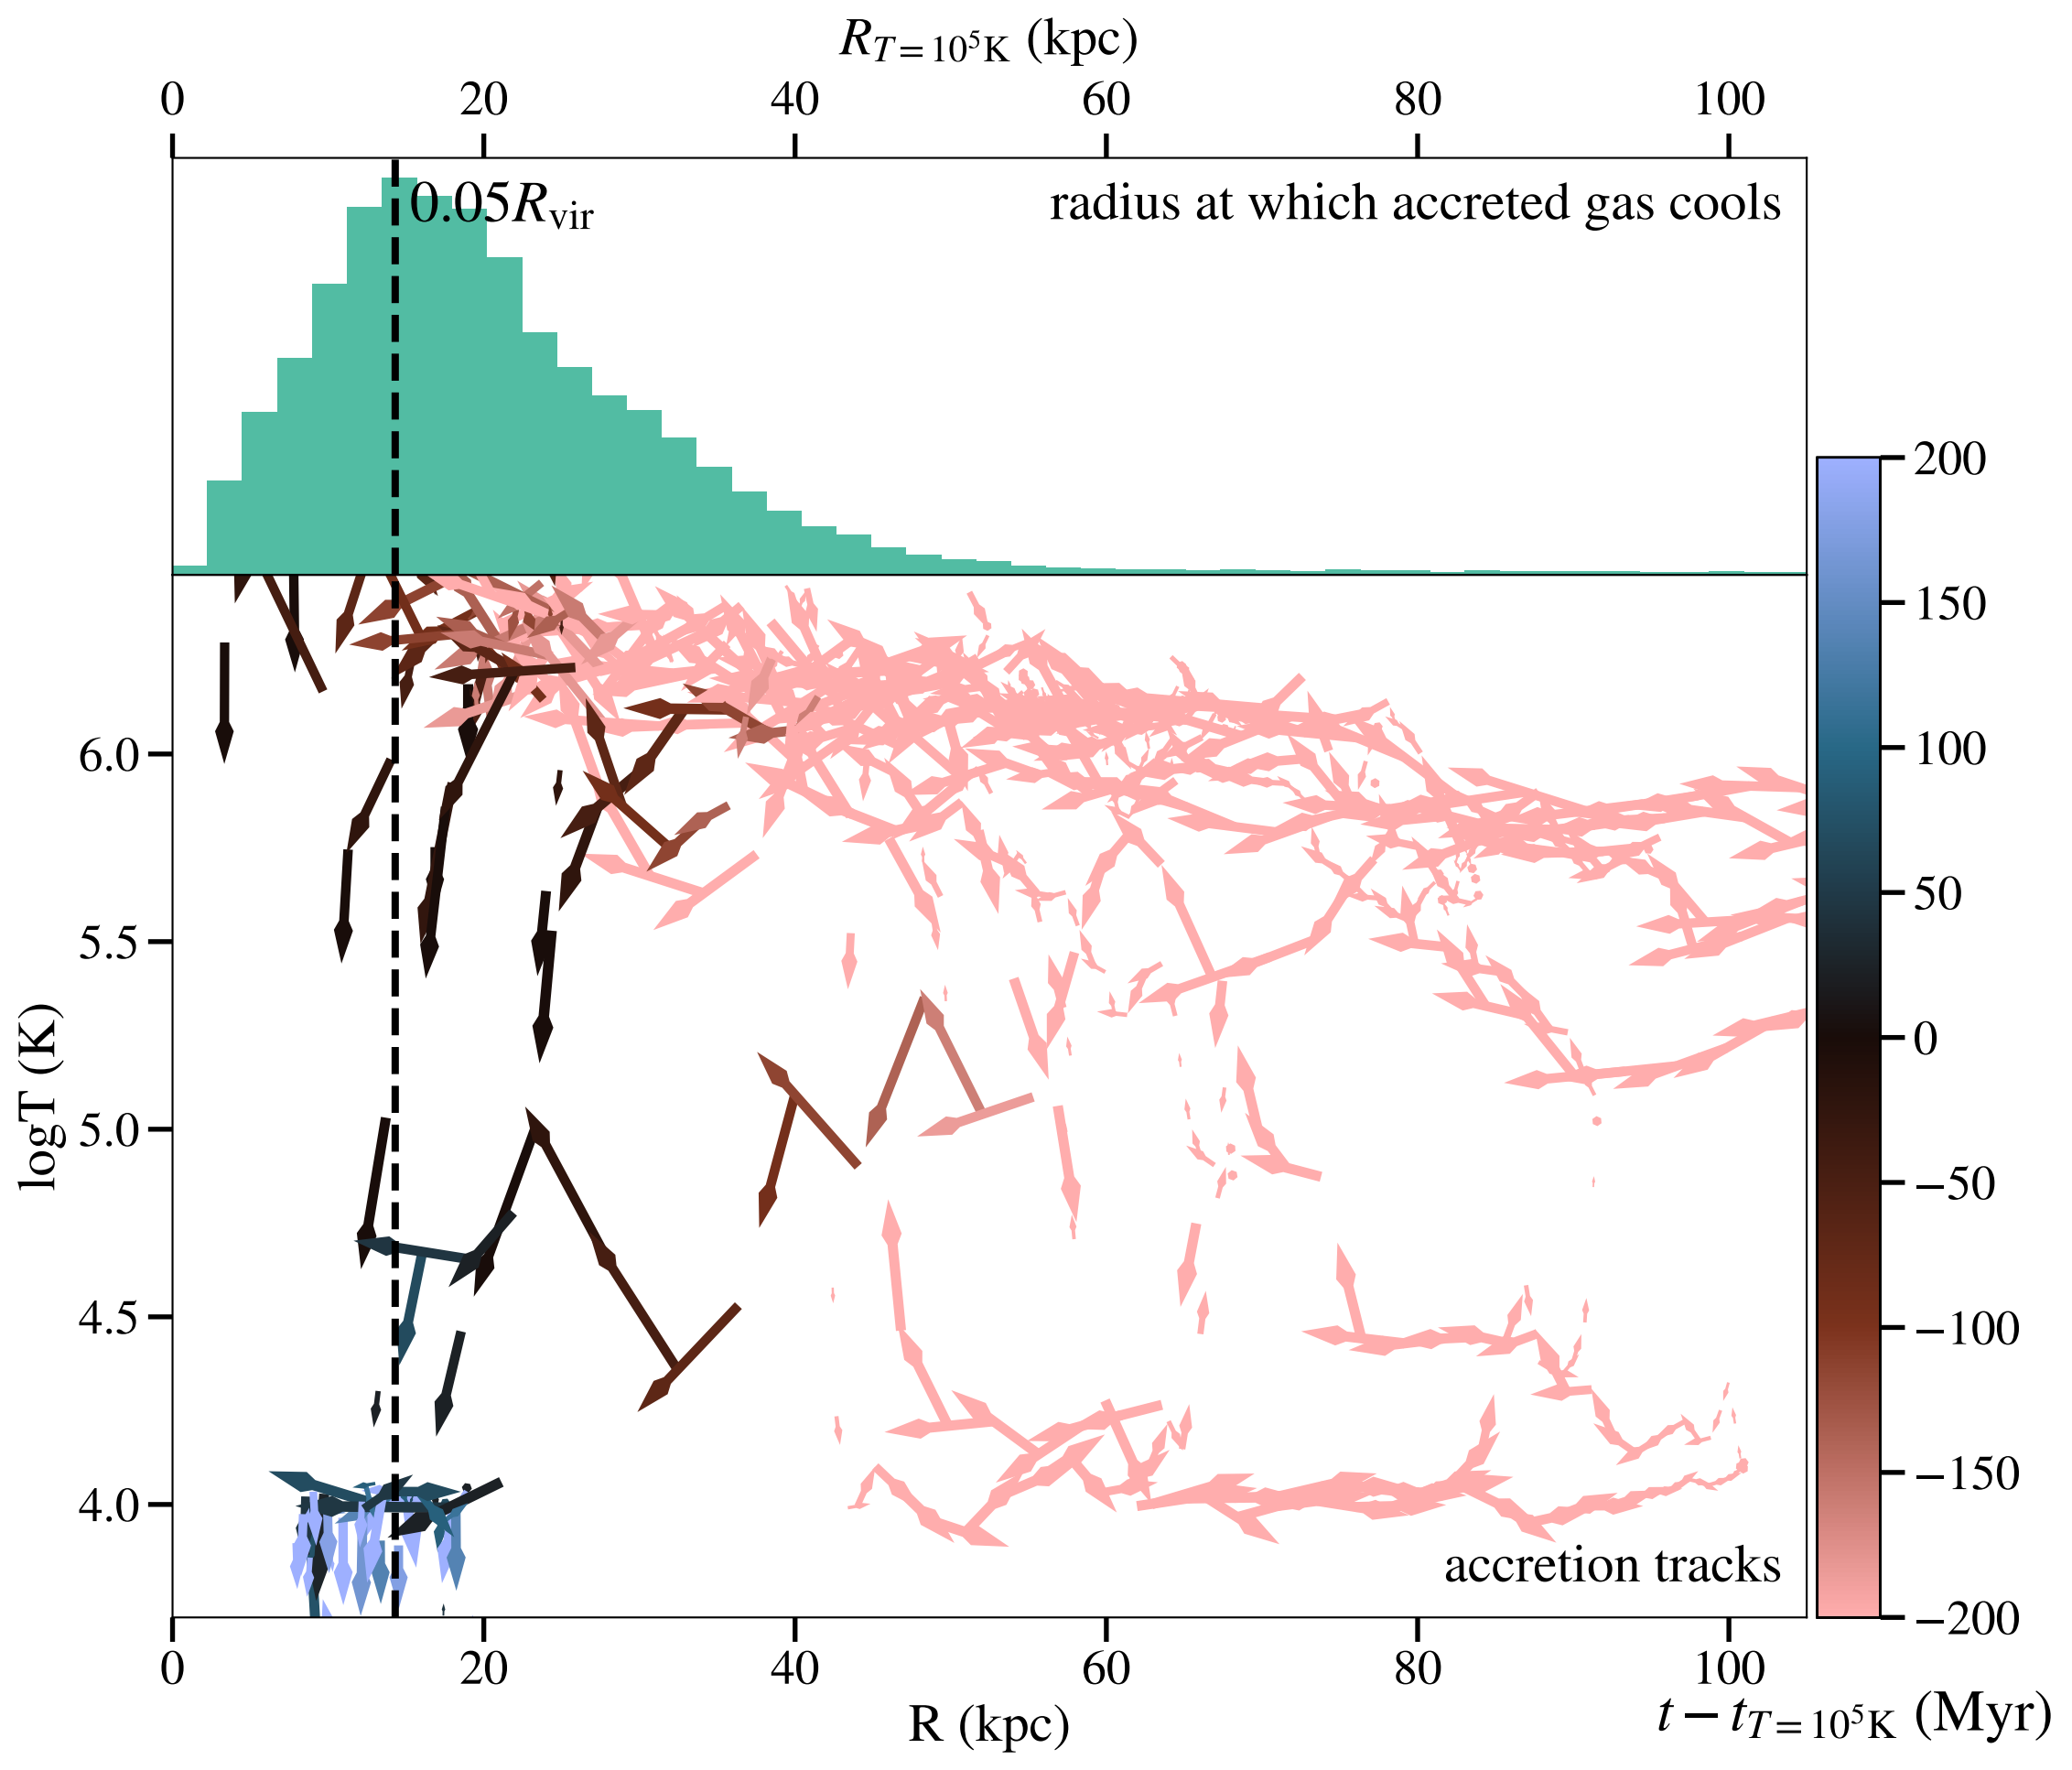 R_{T=10^5K} (kpc)
0 20 40 60 80 100
0.05R_vir
radius at which accreted gas cools
200
150
100
50
0
−50
−100
−150
−200
6.0
5.5
5.0
4.5
4.0
logT (K)
accretion tracks
0 20 40 60 80 100
R (kpc)
t − t_{T=10^5K} (Myr)